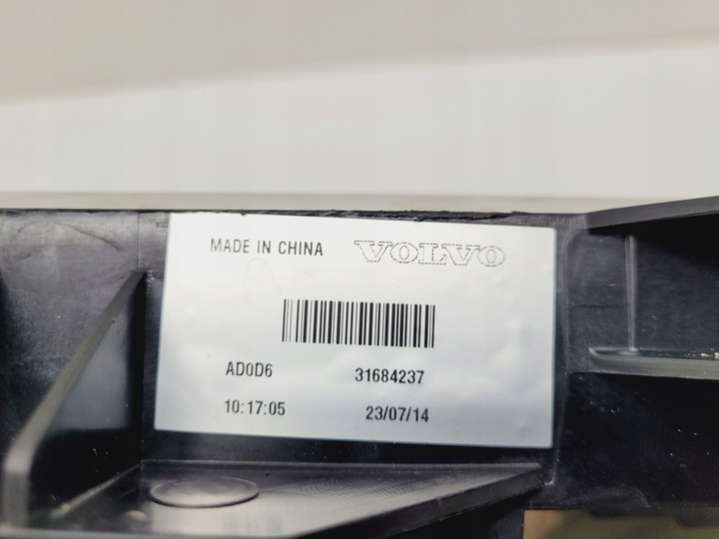 MADE IN CHINA VOLVO
AD0D6 31684237
10:17:05 23/07/14